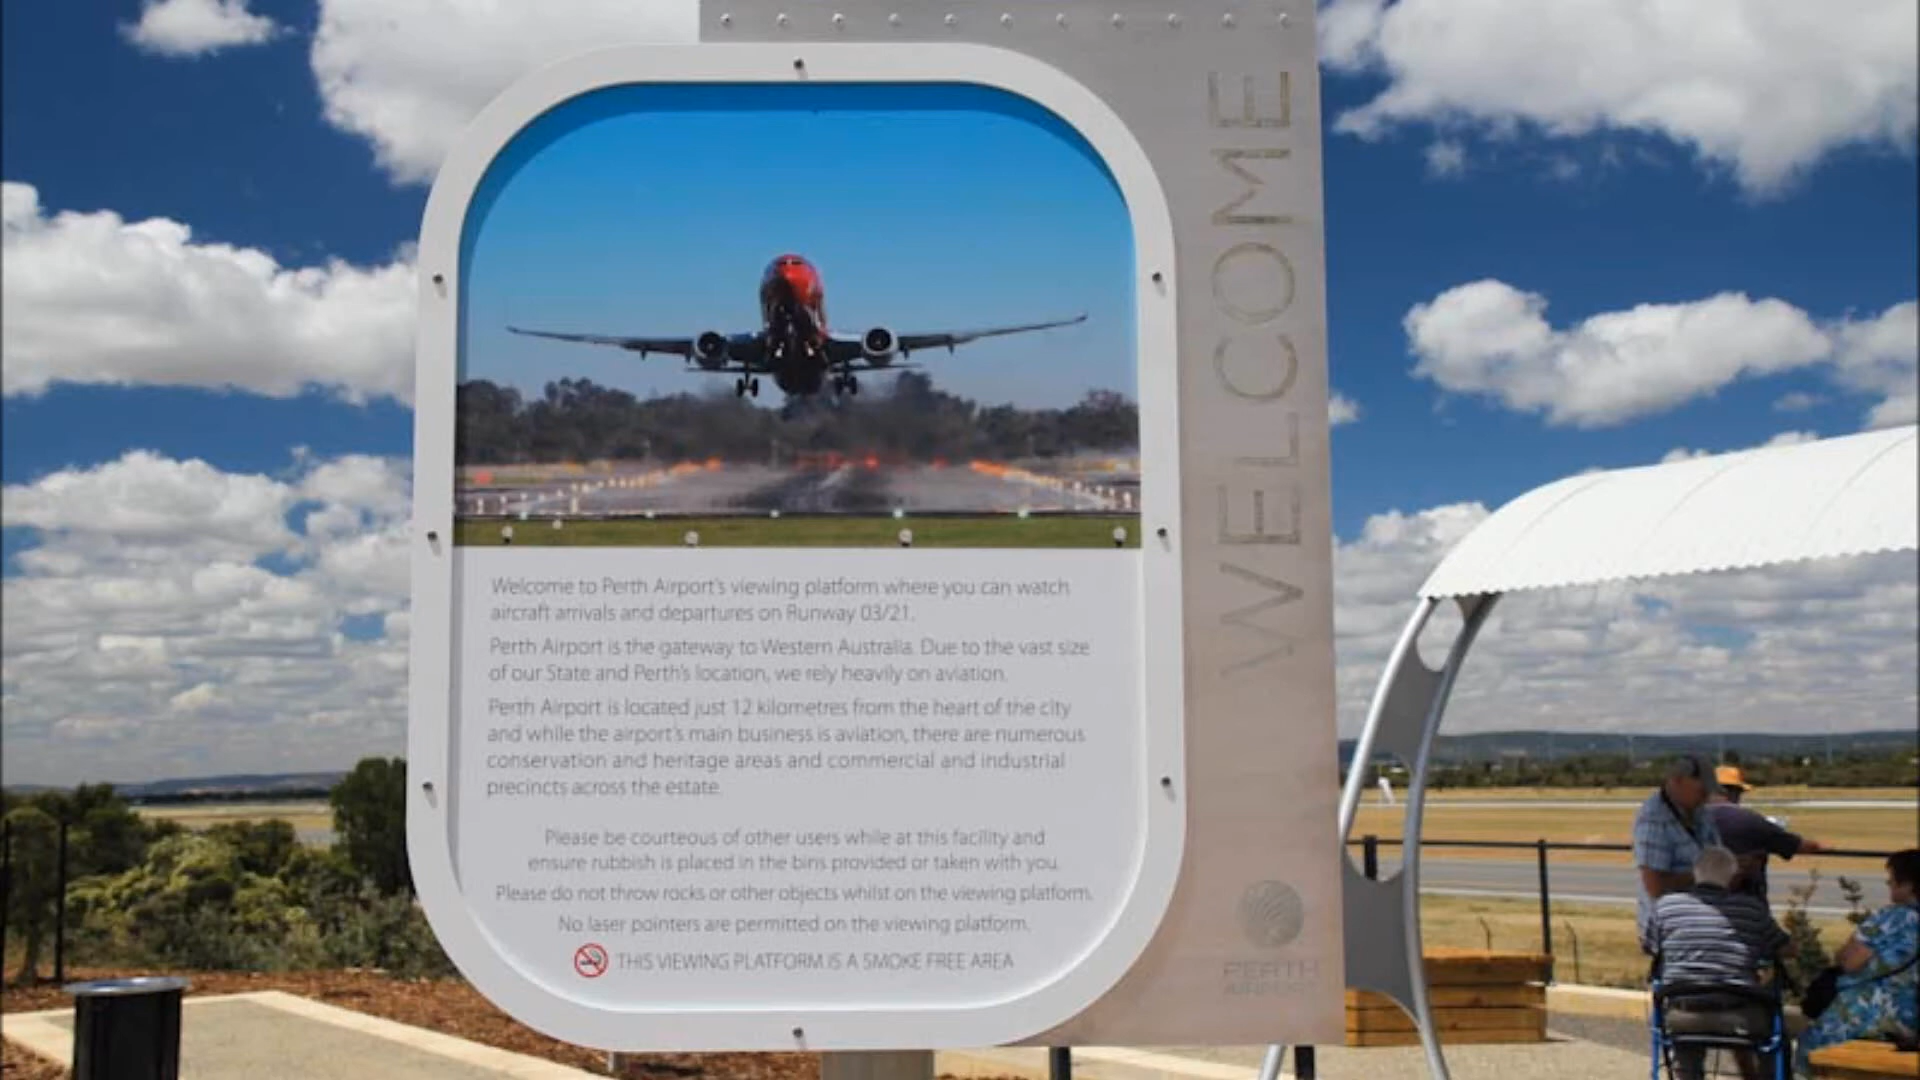 WELCOME
Welcome to Perth Airport's viewing platform where you can watch
aircraft arrivals and departures on Runway 03/21.
Perth Airport is the gateway to Western Australia. Due to the vast size
of our State and Perth's location, we rely heavily on aviation.
Perth Airport is located just 12 kilometres from the heart of the city
and while the airport's main business is aviation, there are numerous
conservation and heritage areas and commercial and industrial
precincts across the estate.
Please be courteous of other users while at this facility and
ensure rubbish is placed in the bins provided or taken with you.
Please do not throw rocks or other objects whilst on the viewing platform.
No laser pointers are permitted on the viewing platform.
THIS VIEWING PLATFORM IS A SMOKE FREE AREA
PERTH
AIRPORT